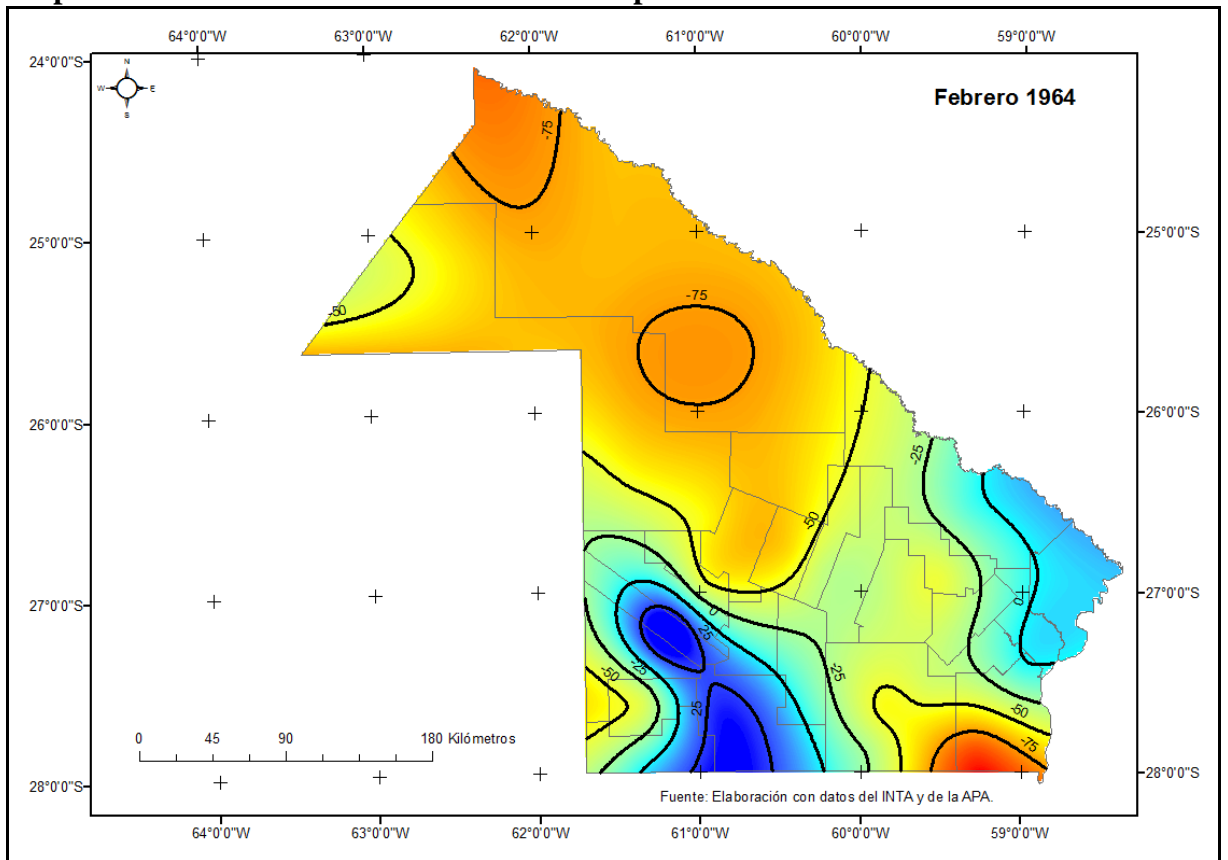 64°0'0"W 63°0'0"W 62°0'0"W 61°0'0"W 60°0'0"W 59°0'0"W
24°0'0"S
N
W E
S
Febrero 1964
-75
25°0'0"S 25°0'0"S
-50
-75
26°0'0"S 26°0'0"S
-25
-50
27°0'0"S 27°0'0"S
0
0
25
-25
-25
-50
25
-50
-75
0 45 90 180 Kilómetros
28°0'0"S 28°0'0"S
Fuente: Elaboración con datos del INTA y de la APA.
64°0'0"W 63°0'0"W 62°0'0"W 61°0'0"W 60°0'0"W 59°0'0"W